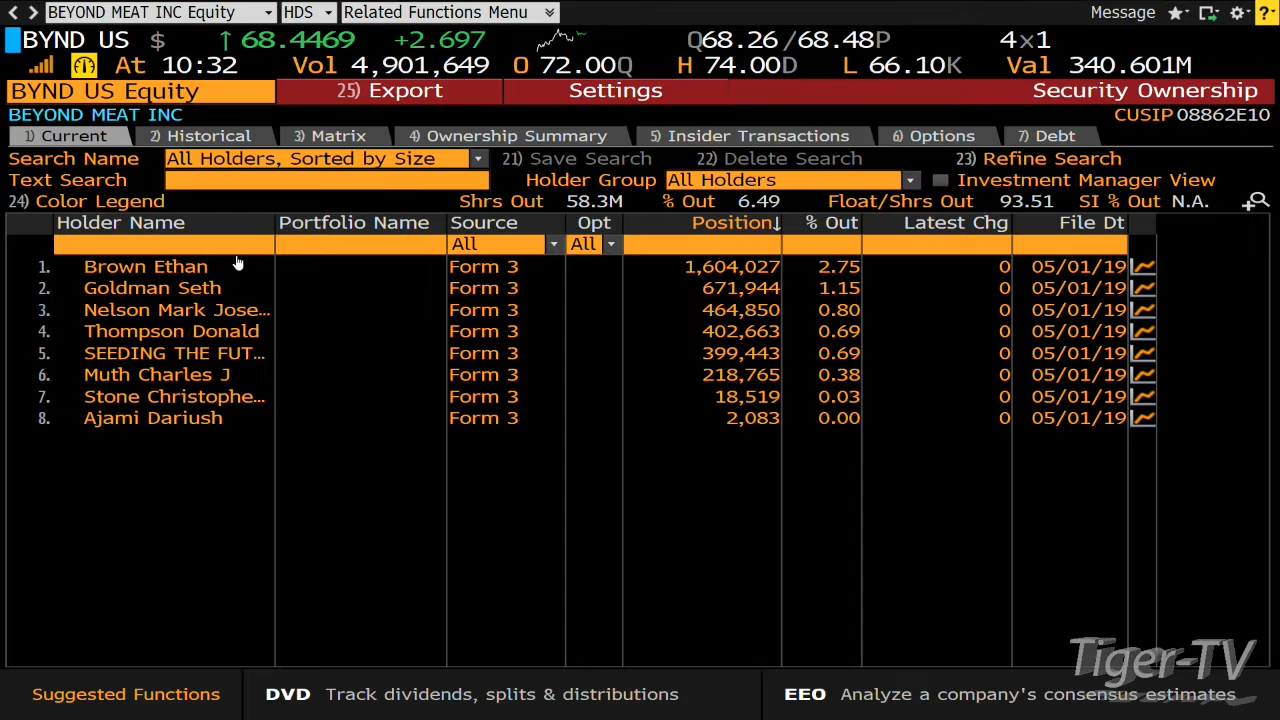 BEYOND MEAT INC Equity HDS Related Functions Menu Message ?
BYND US $ ↑ 68.4469 +2.697 Q68.26/68.48P 4×1
At 10:32 Vol 4,901,649 O 72.00Q H 74.00D L 66.10K Val 340.601M
BYND US Equity 25) Export Settings Security Ownership
BEYOND MEAT INC CUSIP 08862E10
1) Current 2) Historical 3) Matrix 4) Ownership Summary 5) Insider Transactions 6) Options 7) Debt
Search Name All Holders, Sorted by Size 21) Save Search 22) Delete Search 23) Refine Search
Text Search Holder Group All Holders Investment Manager View
24) Color Legend Shrs Out 58.3M % Out 6.49 Float/Shrs Out 93.51 SI % Out N.A.
Holder Name Portfolio Name Source Opt Position↓ % Out Latest Chg File Dt
All All
1. Brown Ethan Form 3 1,604,027 2.75 0 05/01/19
2. Goldman Seth Form 3 671,944 1.15 0 05/01/19
3. Nelson Mark Jose... Form 3 464,850 0.80 0 05/01/19
4. Thompson Donald Form 3 402,663 0.69 0 05/01/19
5. SEEDING THE FUT... Form 3 399,443 0.69 0 05/01/19
6. Muth Charles J Form 3 218,765 0.38 0 05/01/19
7. Stone Christophe... Form 3 18,519 0.03 0 05/01/19
8. Ajami Dariush Form 3 2,083 0.00 0 05/01/19
Tiger-TV
Suggested Functions DVD Track dividends, splits & distributions EEO Analyze a company's consensus estimates